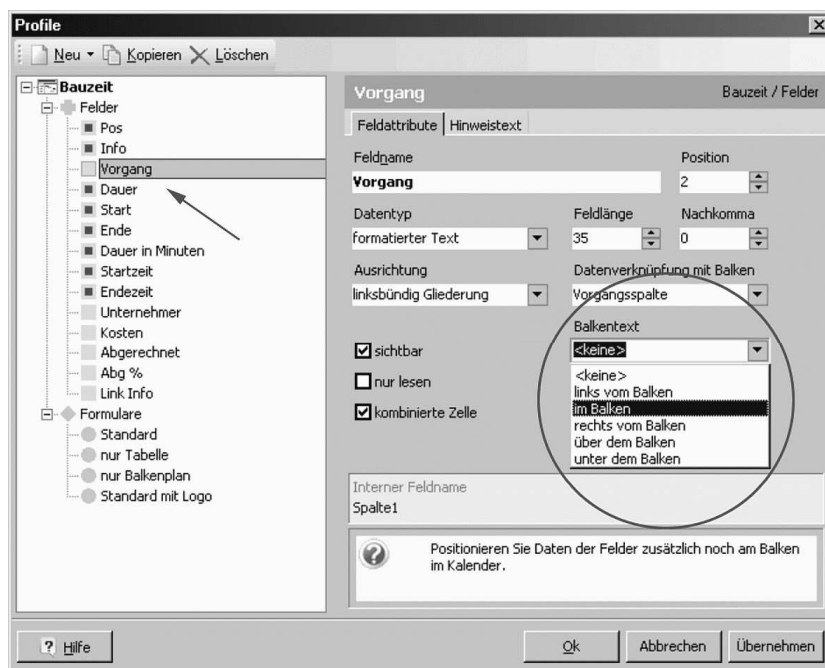 Profile
Neu Kopieren Löschen
Bauzeit
Felder
Pos
Info
Vorgang
Dauer
Start
Ende
Dauer in Minuten
Startzeit
Endezeit
Unternehmer
Kosten
Abgerechnet
Abg %
Link Info
Formulare
Standard
nur Tabelle
nur Balkenplan
Standard mit Logo
Vorgang Bauzeit / Felder
Feldattribute Hinweistext
Feldname Position
Vorgang 2
Datentyp Feldlänge Nachkomma
formatierter Text 35 0
Ausrichtung Datenverknüpfung mit Balken
linksbündig Gliederung Vorgangsspalte
Balkentext
sichtbar <keine>
nur lesen
kombinierte Zelle
<keine>
links vom Balken
im Balken
rechts vom Balken
über dem Balken
unter dem Balken
Interner Feldname
Spalte1
Positionieren Sie Daten der Felder zusätzlich noch am Balken
im Kalender.
? Hilfe Ok Abbrechen Übernehmen